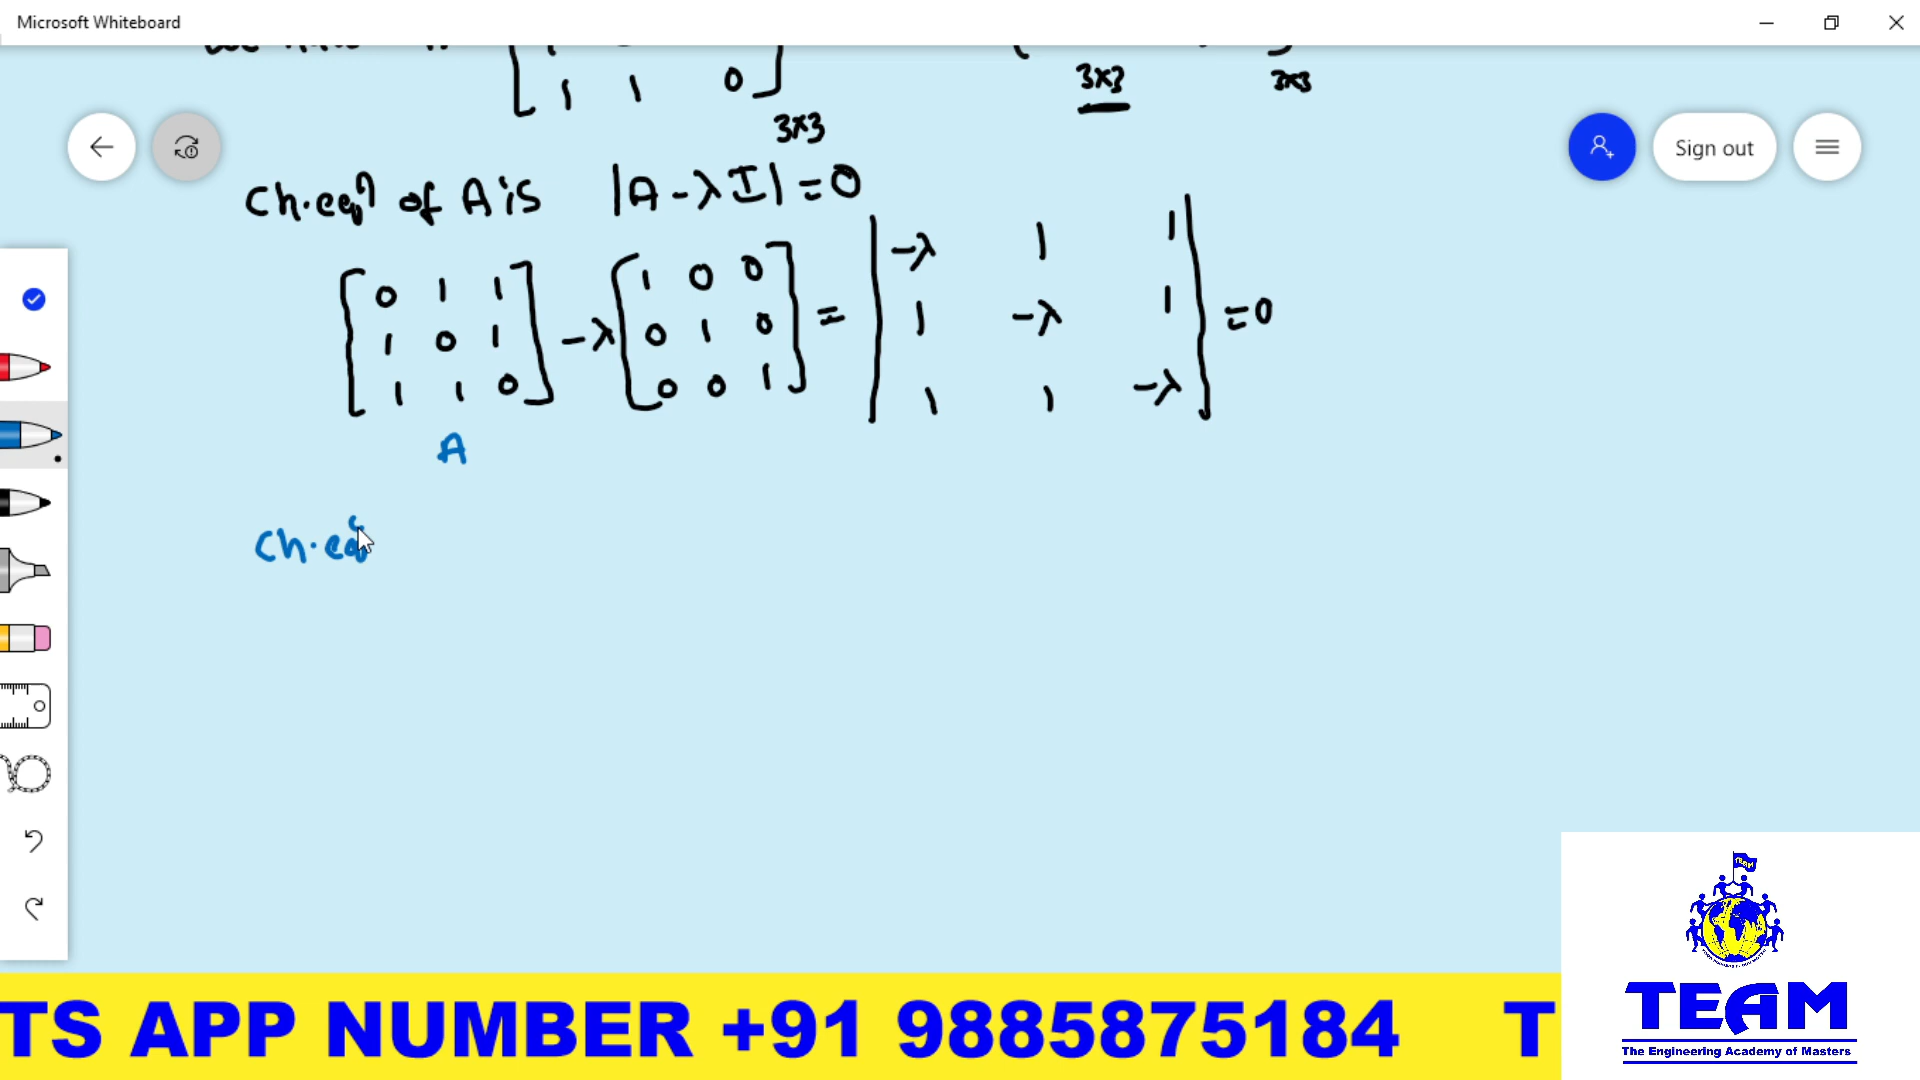 Microsoft Whiteboard
1 1 0
3x3
3x3
3x3
Sign out
Ch.eqn of A is |A-λI|=0
[0 1 1] -λ [1 0 0] = |-λ 1 1| =0
[1 0 1] [0 1 0] |1 -λ 1|
[1 1 0] [0 0 1] |1 1 -λ|
A
Ch.eq
TEAM
The Engineering Academy of Masters
TS APP NUMBER +91 9885875184 T